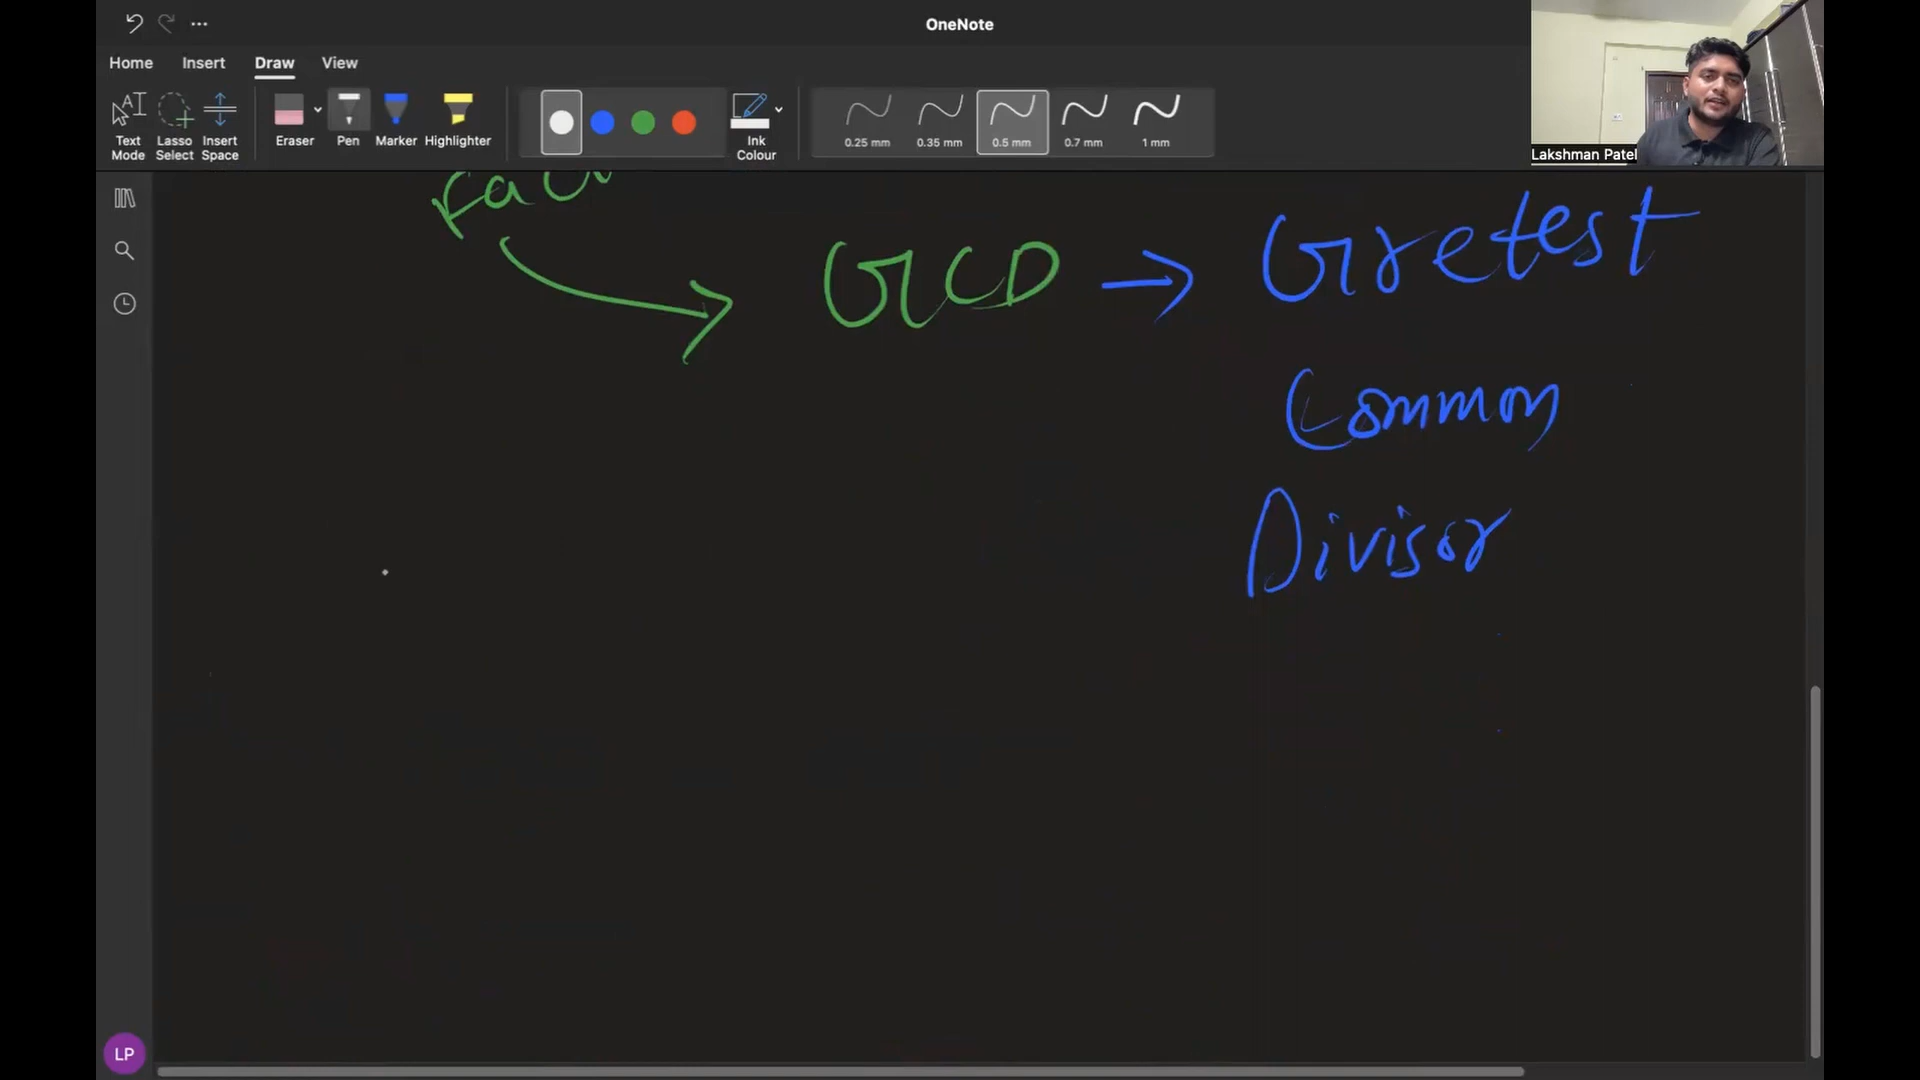 OneNote
Home Insert Draw View
Text Mode
Lasso Select
Insert Space
Eraser
Pen
Marker
Highlighter
Ink Colour
0.25 mm
0.35 mm
0.5 mm
0.7 mm
1 mm
Lakshman Patel
GCD → Gretest
Common
Divisor
LP